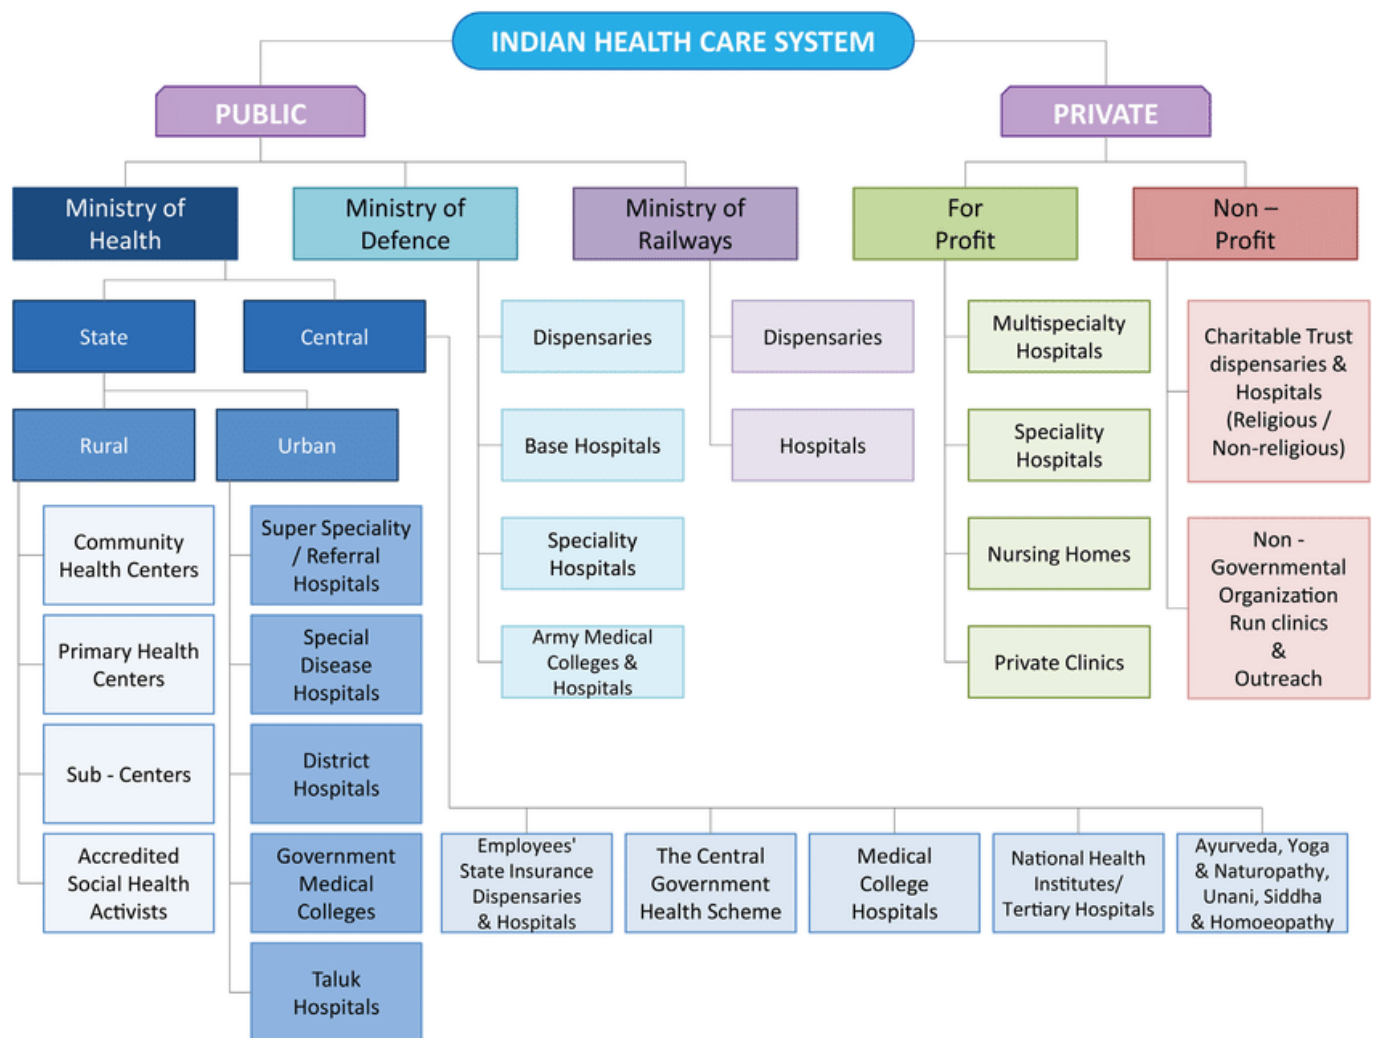 INDIAN HEALTH CARE SYSTEM
PUBLIC
PRIVATE
Ministry of
Health
Ministry of
Defence
Ministry of
Railways
For
Profit
Non –
Profit
State
Central
Rural
Urban
Community
Health Centers
Primary Health
Centers
Sub - Centers
Accredited
Social Health
Activists
Super Speciality
/ Referral
Hospitals
Special
Disease
Hospitals
District
Hospitals
Government
Medical
Colleges
Taluk
Hospitals
Dispensaries
Base Hospitals
Speciality
Hospitals
Army Medical
Colleges &
Hospitals
Dispensaries
Hospitals
Multispecialty
Hospitals
Speciality
Hospitals
Nursing Homes
Private Clinics
Charitable Trust
dispensaries &
Hospitals
(Religious /
Non-religious)
Non -
Governmental
Organization
Run clinics
&
Outreach
Employees'
State Insurance
Dispensaries
& Hospitals
The Central
Government
Health Scheme
Medical
College
Hospitals
National Health
Institutes/
Tertiary Hospitals
Ayurveda, Yoga
& Naturopathy,
Unani, Siddha
& Homoeopathy